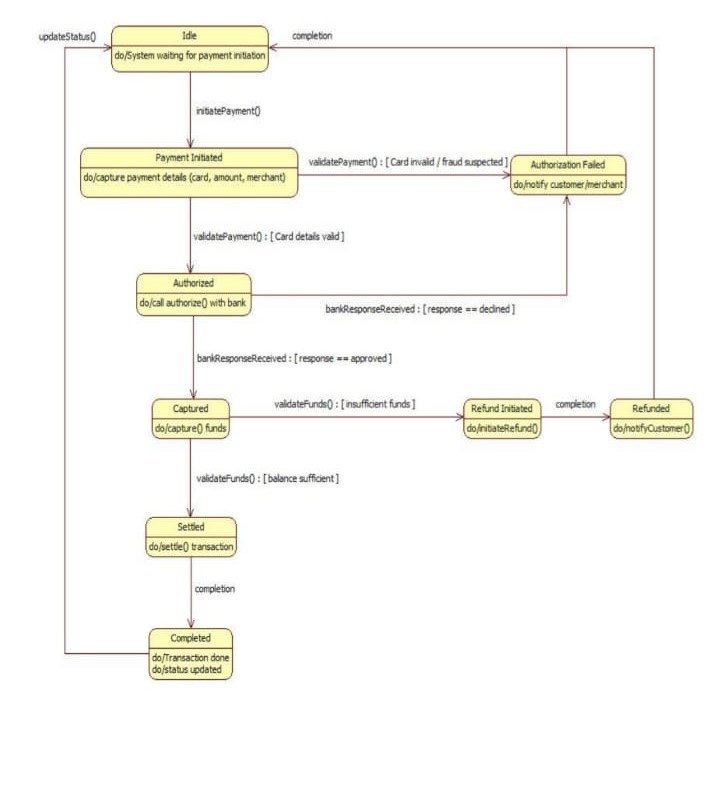 updateStatus()
Idle
completion
do/System waiting for payment initiation
initiatePayment()
Payment Initiated
validatePayment() : [ Card invalid / fraud suspected ]
Authorization Failed
do/capture payment details (card, amount, merchant)
do/notify customer/merchant
validatePayment() : [ Card details valid ]
Authorized
do/call authorize() with bank
bankResponseReceived : [ response == declined ]
bankResponseReceived : [ response == approved ]
Captured
validateFunds() : [ insufficient funds ]
Refund Initiated
completion
Refunded
do/capture() funds
do/initiateRefund()
do/notifyCustomer()
validateFunds() : [ balance sufficient ]
Settled
do/settle() transaction
completion
Completed
do/Transaction done
do/status updated